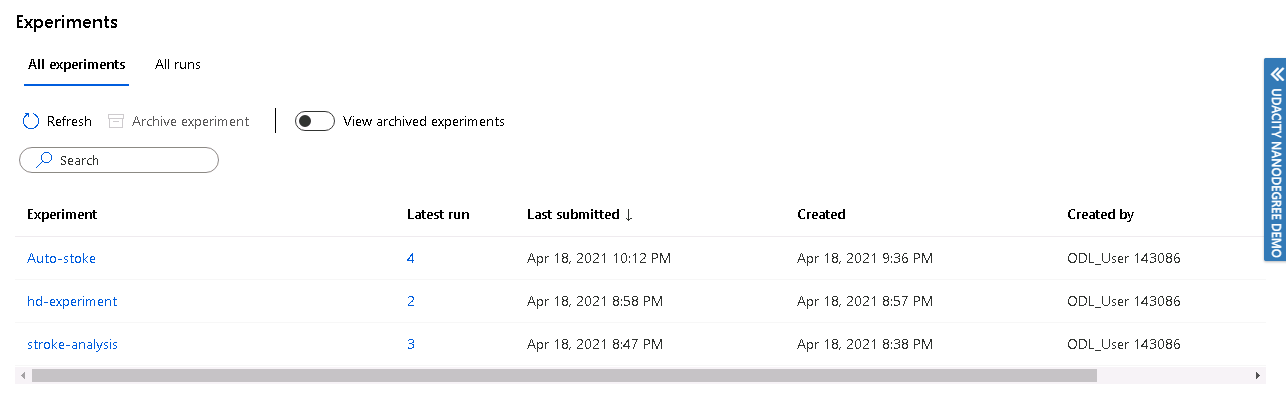 Experiments
All experiments All runs
Refresh Archive experiment View archived experiments
Search
Experiment Latest run Last submitted ↓ Created Created by
Auto-stoke 4 Apr 18, 2021 10:12 PM Apr 18, 2021 9:36 PM ODL_User 143086
hd-experiment 2 Apr 18, 2021 8:58 PM Apr 18, 2021 8:57 PM ODL_User 143086
stroke-analysis 3 Apr 18, 2021 8:47 PM Apr 18, 2021 8:38 PM ODL_User 143086
UDACITY NANODEGREE DEMO